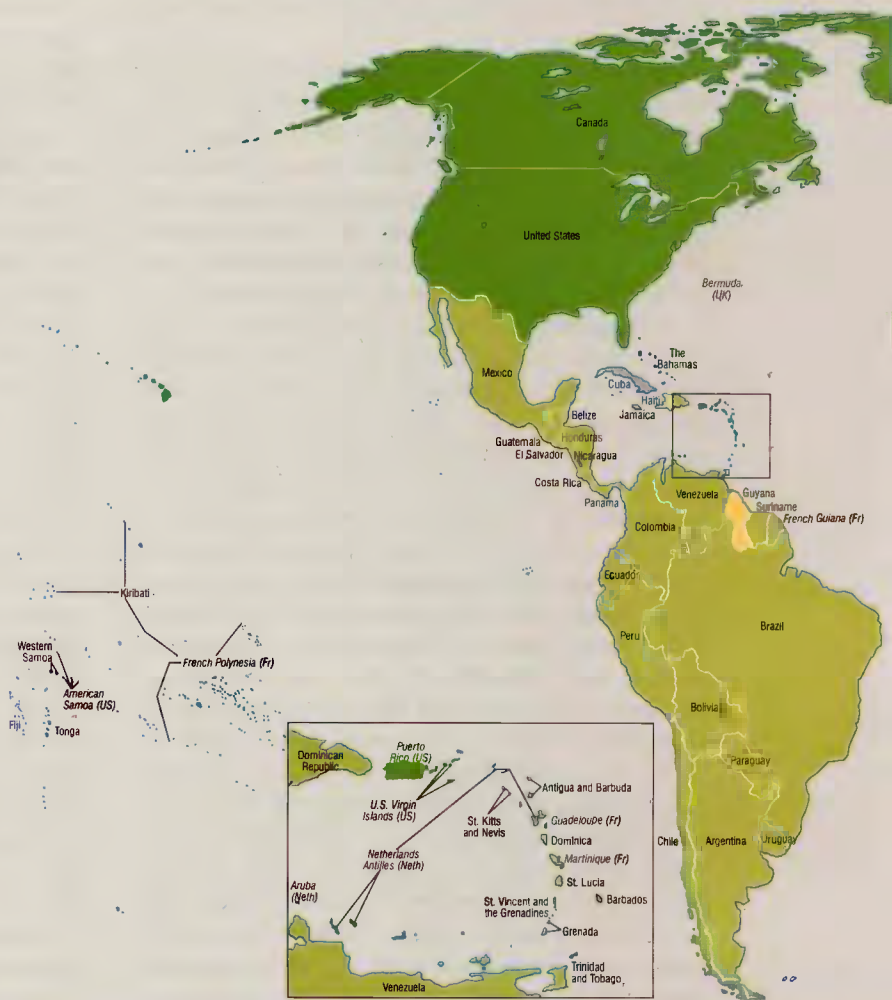 Canada
United States
Bermuda
(UK)
The
Bahamas
Mexico
Cuba
Haiti
Jamaica
Belize
Guatemala
Honduras
El Salvador
Nicaragua
Costa Rica
Panama
Venezuela
Guyana
Suriname
French Guiana (Fr)
Colombia
Ecuador
Kiribati
Brazil
Peru
Western
Samoa
French Polynesia (Fr)
American
Samoa (US)
Fiji
Tonga
Bolivia
Paraguay
Chile
Argentina
Uruguay
Dominican
Republic
Puerto
Rico (US)
U.S. Virgin
Islands (US)
St. Kitts
and Nevis
Antigua and Barbuda
Guadeloupe (Fr)
Dominica
Netherlands
Antilles (Neth)
Martinique (Fr)
Aruba
(Neth)
St. Lucia
St. Vincent and
the Grenadines
Barbados
Grenada
Trinidad
and Tobago
Venezuela